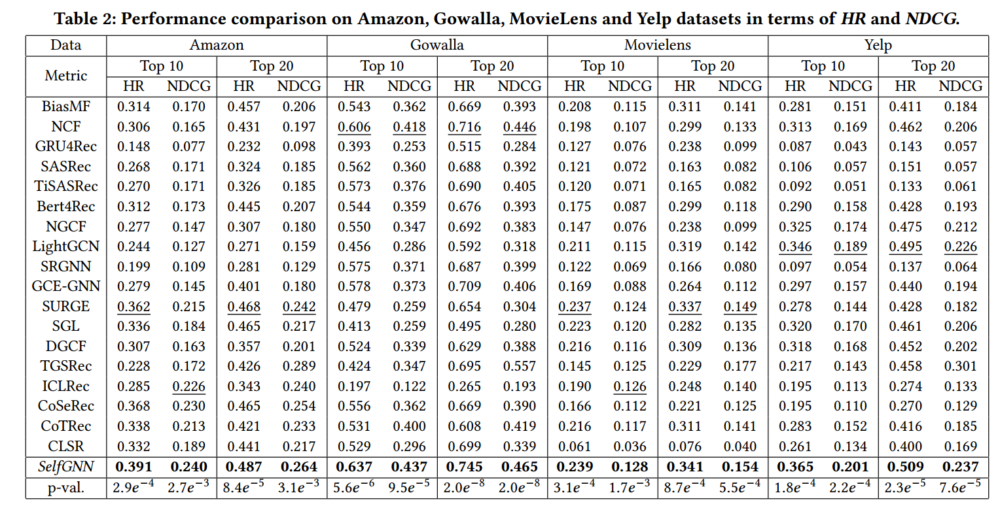 Table 2: Performance comparison on Amazon, Gowalla, MovieLens and Yelp datasets in terms of HR and NDCG.
Data Amazon Gowalla Movielens Yelp
Metric Top 10 Top 20 Top 10 Top 20 Top 10 Top 20 Top 10 Top 20
HR NDCG HR NDCG HR NDCG HR NDCG HR NDCG HR NDCG HR NDCG HR NDCG
BiasMF 0.314 0.170 0.457 0.206 0.543 0.362 0.669 0.393 0.208 0.115 0.311 0.141 0.281 0.151 0.411 0.184
NCF 0.306 0.165 0.431 0.197 0.606 0.418 0.716 0.446 0.198 0.107 0.299 0.133 0.313 0.169 0.462 0.206
GRU4Rec 0.148 0.077 0.232 0.098 0.393 0.253 0.515 0.284 0.127 0.076 0.238 0.099 0.087 0.043 0.143 0.057
SASRec 0.268 0.171 0.324 0.185 0.562 0.360 0.688 0.392 0.121 0.072 0.163 0.082 0.106 0.057 0.151 0.057
TiSASRec 0.270 0.171 0.326 0.185 0.573 0.376 0.690 0.405 0.120 0.071 0.165 0.082 0.092 0.051 0.133 0.061
Bert4Rec 0.312 0.173 0.445 0.207 0.544 0.359 0.676 0.393 0.175 0.087 0.299 0.118 0.290 0.158 0.428 0.193
NGCF 0.277 0.147 0.307 0.180 0.550 0.347 0.692 0.383 0.147 0.076 0.238 0.099 0.325 0.174 0.475 0.212
LightGCN 0.244 0.127 0.271 0.159 0.456 0.286 0.592 0.318 0.211 0.115 0.319 0.142 0.346 0.189 0.495 0.226
SRGNN 0.199 0.109 0.281 0.129 0.575 0.371 0.687 0.399 0.122 0.069 0.166 0.080 0.097 0.054 0.137 0.064
GCE-GNN 0.279 0.145 0.401 0.180 0.578 0.373 0.709 0.406 0.169 0.088 0.264 0.112 0.297 0.157 0.440 0.194
SURGE 0.362 0.215 0.468 0.242 0.479 0.259 0.654 0.304 0.237 0.124 0.337 0.149 0.278 0.144 0.428 0.182
SGL 0.336 0.184 0.465 0.217 0.413 0.259 0.495 0.280 0.223 0.120 0.282 0.135 0.320 0.170 0.461 0.206
DGCF 0.307 0.163 0.357 0.201 0.524 0.339 0.629 0.388 0.216 0.116 0.309 0.136 0.318 0.168 0.452 0.202
TGSRec 0.228 0.172 0.426 0.289 0.424 0.347 0.695 0.557 0.145 0.125 0.229 0.177 0.217 0.143 0.458 0.301
ICLRec 0.285 0.226 0.343 0.240 0.197 0.122 0.265 0.193 0.190 0.126 0.248 0.140 0.195 0.113 0.274 0.133
CoSeRec 0.368 0.230 0.465 0.254 0.556 0.362 0.669 0.390 0.166 0.112 0.221 0.125 0.195 0.110 0.270 0.129
CoTRec 0.338 0.213 0.421 0.233 0.531 0.400 0.608 0.419 0.216 0.117 0.311 0.141 0.283 0.152 0.416 0.185
CLSR 0.332 0.189 0.441 0.217 0.529 0.296 0.699 0.339 0.061 0.036 0.076 0.040 0.261 0.134 0.400 0.169
SelfGNN 0.391 0.240 0.487 0.264 0.637 0.437 0.745 0.465 0.239 0.128 0.341 0.154 0.365 0.201 0.509 0.237
p-val. 2.9e⁻⁴ 2.7e⁻³ 8.4e⁻⁵ 3.1e⁻³ 5.6e⁻⁶ 9.5e⁻⁵ 2.0e⁻⁸ 2.0e⁻⁸ 3.1e⁻⁴ 1.7e⁻³ 8.7e⁻⁴ 5.5e⁻⁴ 1.8e⁻⁴ 2.2e⁻⁴ 2.3e⁻⁵ 7.6e⁻⁵